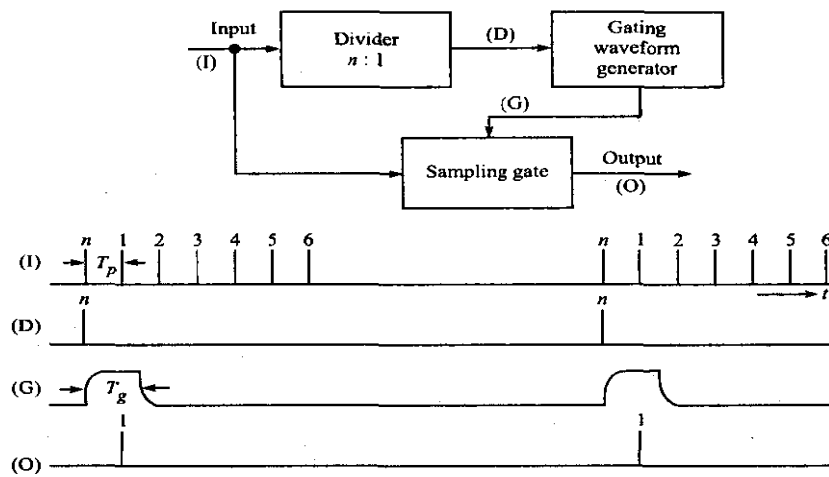 Input
(I)
Divider
n : 1
(D)
Gating
waveform
generator
(G)
Sampling gate
Output
(O)
(I)
n 1 2 3 4 5 6 n 1 2 3 4 5 6
T_p
t
(D)
n n
(G)
T_g
(O)
1 1